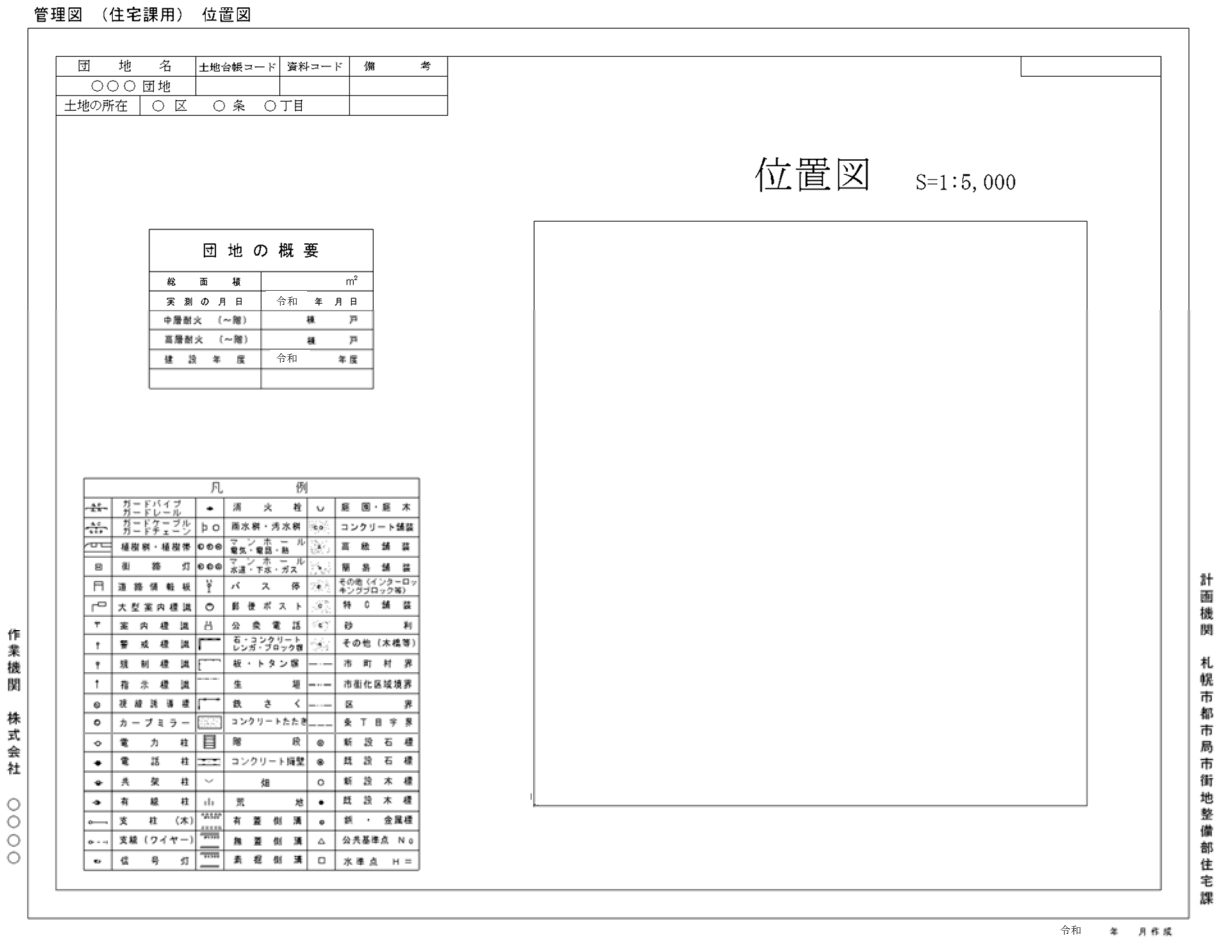 管理図 （住宅課用） 位置図
団 地 名 土地台帳コード 資料コード 備 考
○○○団地
土地の所在 ○ 区 ○ 条 ○丁目
位置図 S=1:5,000
団地の概要
総 面 積 m²
実測の月日 令和 年 月 日
中層耐火 (～階) 棟 戸
高層耐火 (～階) 棟 戸
建 設 年 度 令和 年度
凡 例
ガードパイプ
ガードレール
消 火 栓
庭園・庭木
ガードケーブル
ガードチェーン
雨水桝・汚水桝
コンクリート舗装
植樹桝・植樹帯
マンホール
電気・電話・熱
高 級 舗 装
街 路 灯
マンホール
水道・下水・ガス
簡 易 舗 装
道路情報板
バ ス 停
その他（インターロッ
キングブロック等）
大型案内標識
郵便ポスト
特 C 舗 装
案 内 標 識
公 衆 電 話
砂 利
警 戒 標 識
石・コンクリート
レンガ・ブロック塀
その他（木橋等）
規 制 標 識
板・トタン塀
市 町 村 界
指 示 標 識
生 垣
市街化区域境界
視線誘導標
鉄 さ く
区 界
カーブミラー
コンクリートたたき
条丁目字界
電 力 柱
階 段
新 設 石 標
電 話 柱
コンクリート擁壁
既 設 石 標
共 架 柱
畑
新 設 木 標
有 線 柱
荒 地
既 設 木 標
支 柱 （木）
有 蓋 側 溝
鋲 ・ 金属標
支線（ワイヤー）
無 蓋 側 溝
公共基準点 No
信 号 灯
素 掘 側 溝
水 準 点 H=
作業機関 株式会社 ○○○○
計画機関 札幌市都市局市街地整備部住宅課
令和 年 月作成